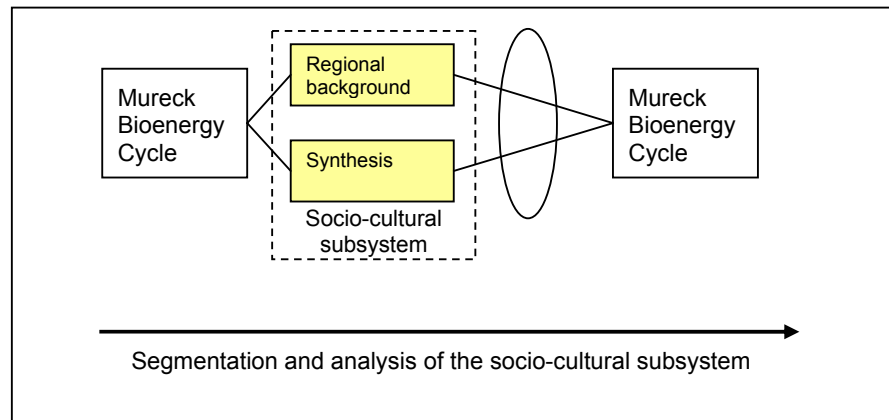 Mureck
Bioenergy
Cycle
Regional
background
Synthesis
Socio-cultural
subsystem
Mureck
Bioenergy
Cycle
Segmentation and analysis of the socio-cultural subsystem